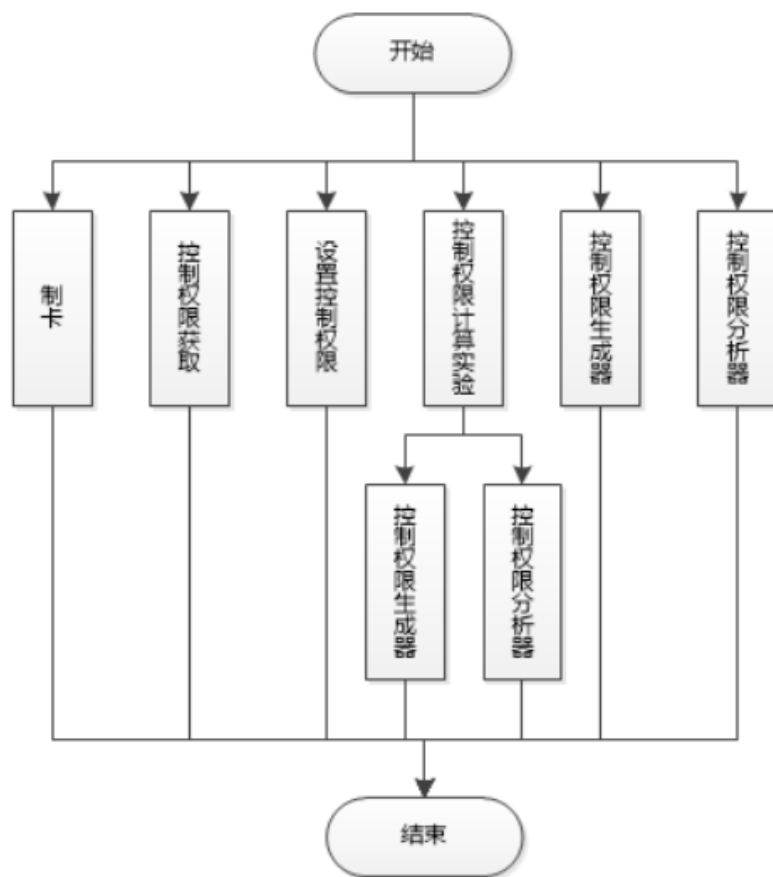 开始
制卡
控制权限获取
设置控制权限
控制权限计算实验
控制权限生成器
控制权限分析器
控制权限生成器
控制权限分析器
结束